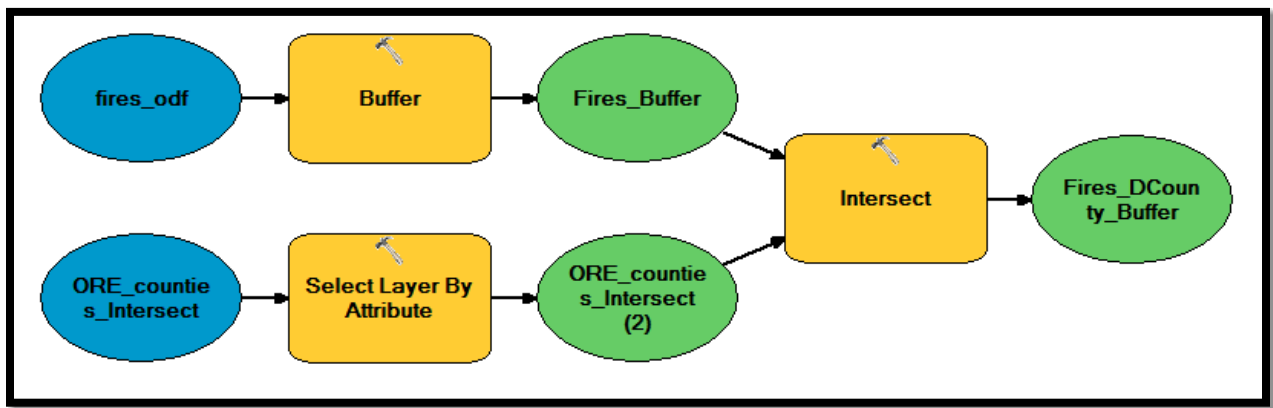 fires_odf
Buffer
Fires_Buffer
Intersect
Fires_DCoun
ty_Buffer
ORE_countie
s_Intersect
Select Layer By
Attribute
ORE_countie
s_Intersect
(2)